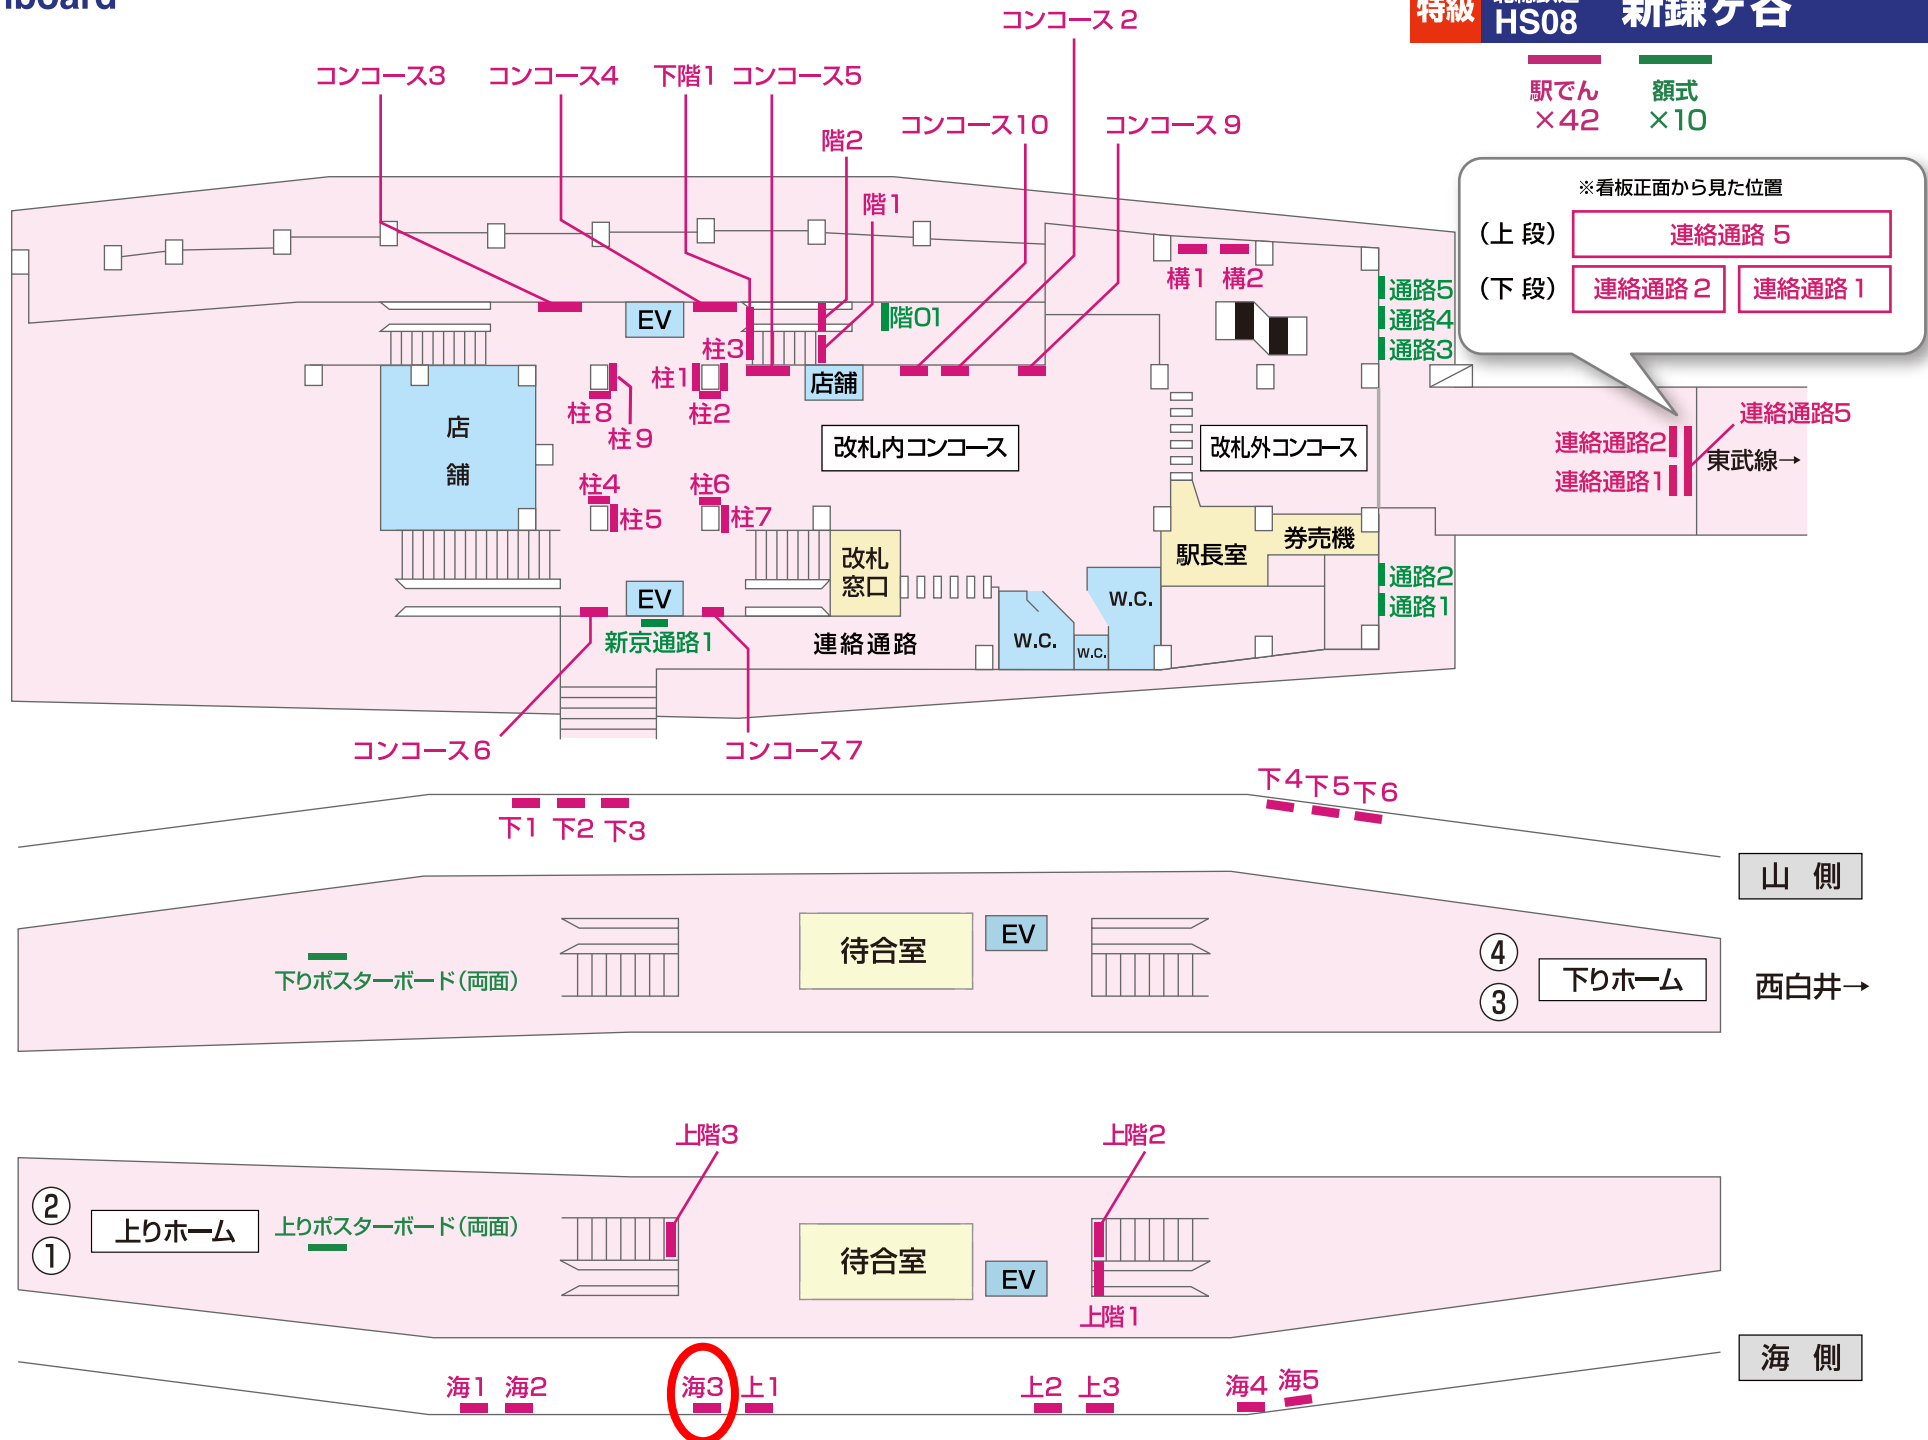 特級
HS08
新鎌ヶ谷
駅でん
×42
額式
×10
コンコース 2
コンコース3
コンコース4
下階1
コンコース5
階2
コンコース10
コンコース 9
階1
※看板正面から見た位置
(上 段)
連絡通路 5
(下 段)
連絡通路 2
連絡通路 1
構1
構2
通路5
通路4
通路3
EV
階01
柱3
柱1
柱2
柱8
柱9
店舗
店
舗
改札内コンコース
改札外コンコース
連絡通路5
連絡通路2
連絡通路1
東武線→
柱4
柱5
柱6
柱7
改札
窓口
駅長室
券売機
通路2
通路1
EV
新京通路1
連絡通路
W.C.
W.C.
W.C.
コンコース6
コンコース7
下1
下2
下3
下4
下5
下6
山 側
待合室
EV
下りポスターボード(両面)
④
③
下りホーム
西白井→
上階3
上階2
②
①
上りホーム
上りポスターボード(両面)
待合室
EV
上階1
海 側
海1
海2
海3
上1
上2
上3
海4
海5